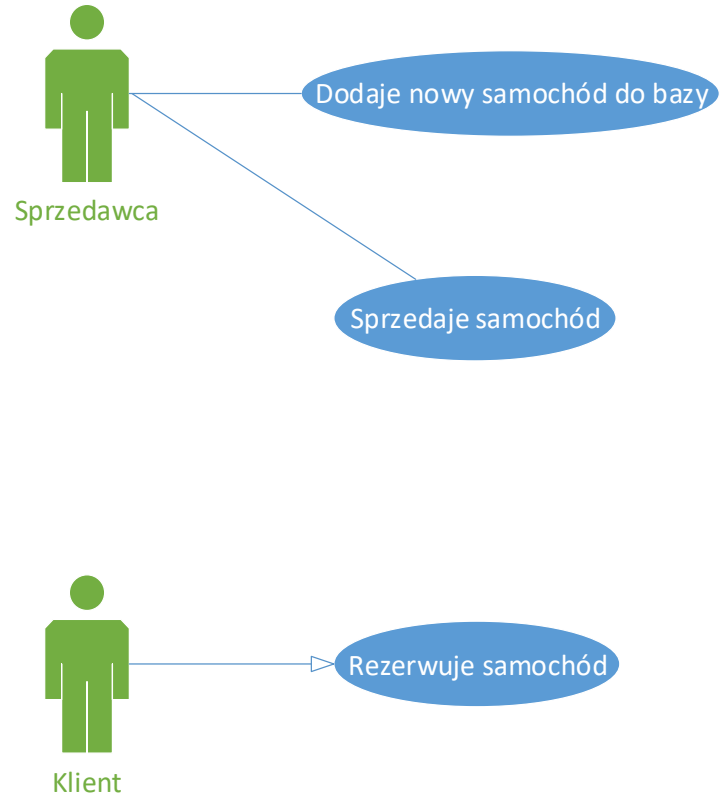 Dodaje nowy samochód do bazy
Sprzedawca
Sprzedaje samochód
Rezerwuje samochód
Klient